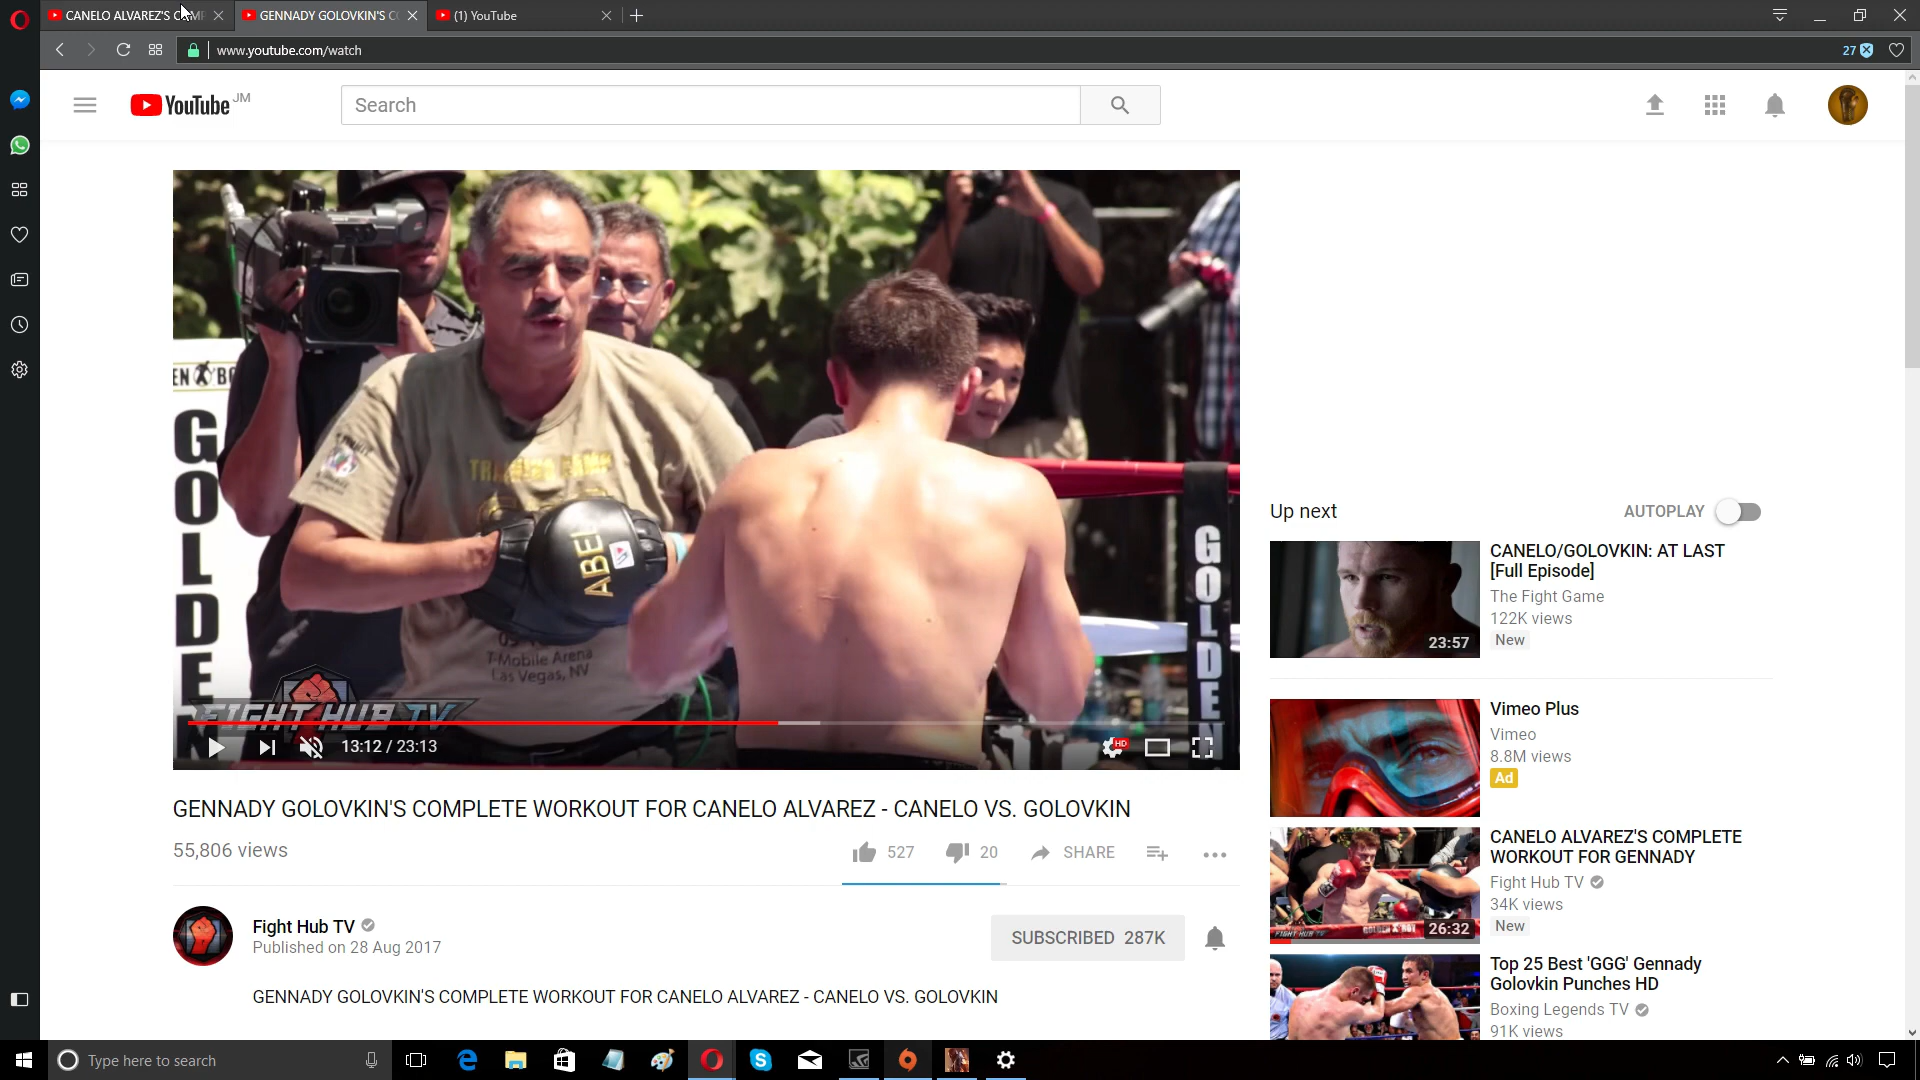 CANELO ALVAREZ'S
GENNADY GOLOVKIN'S
(1) YouTube
www.youtube.com/watch
27
YouTube JM
Search
GOLDE
GOLDEN
ABEL
T-Mobile Arena
Las Vegas, NV
FIGHT HUB TV
13:12 / 23:13
HD
Up next
AUTOPLAY
CANELO/GOLOVKIN: AT LAST
[Full Episode]
The Fight Game
122K views
New
23:57
Vimeo Plus
Vimeo
8.8M views
Ad
GENNADY GOLOVKIN'S COMPLETE WORKOUT FOR CANELO ALVAREZ - CANELO VS. GOLOVKIN
55,806 views
527 20 SHARE
CANELO ALVAREZ'S COMPLETE
WORKOUT FOR GENNADY
Fight Hub TV
34K views
New
26:32
Fight Hub TV
Published on 28 Aug 2017
SUBSCRIBED 287K
GENNADY GOLOVKIN'S COMPLETE WORKOUT FOR CANELO ALVAREZ - CANELO VS. GOLOVKIN
Top 25 Best 'GGG' Gennady
Golovkin Punches HD
Boxing Legends TV
91K views
Type here to search